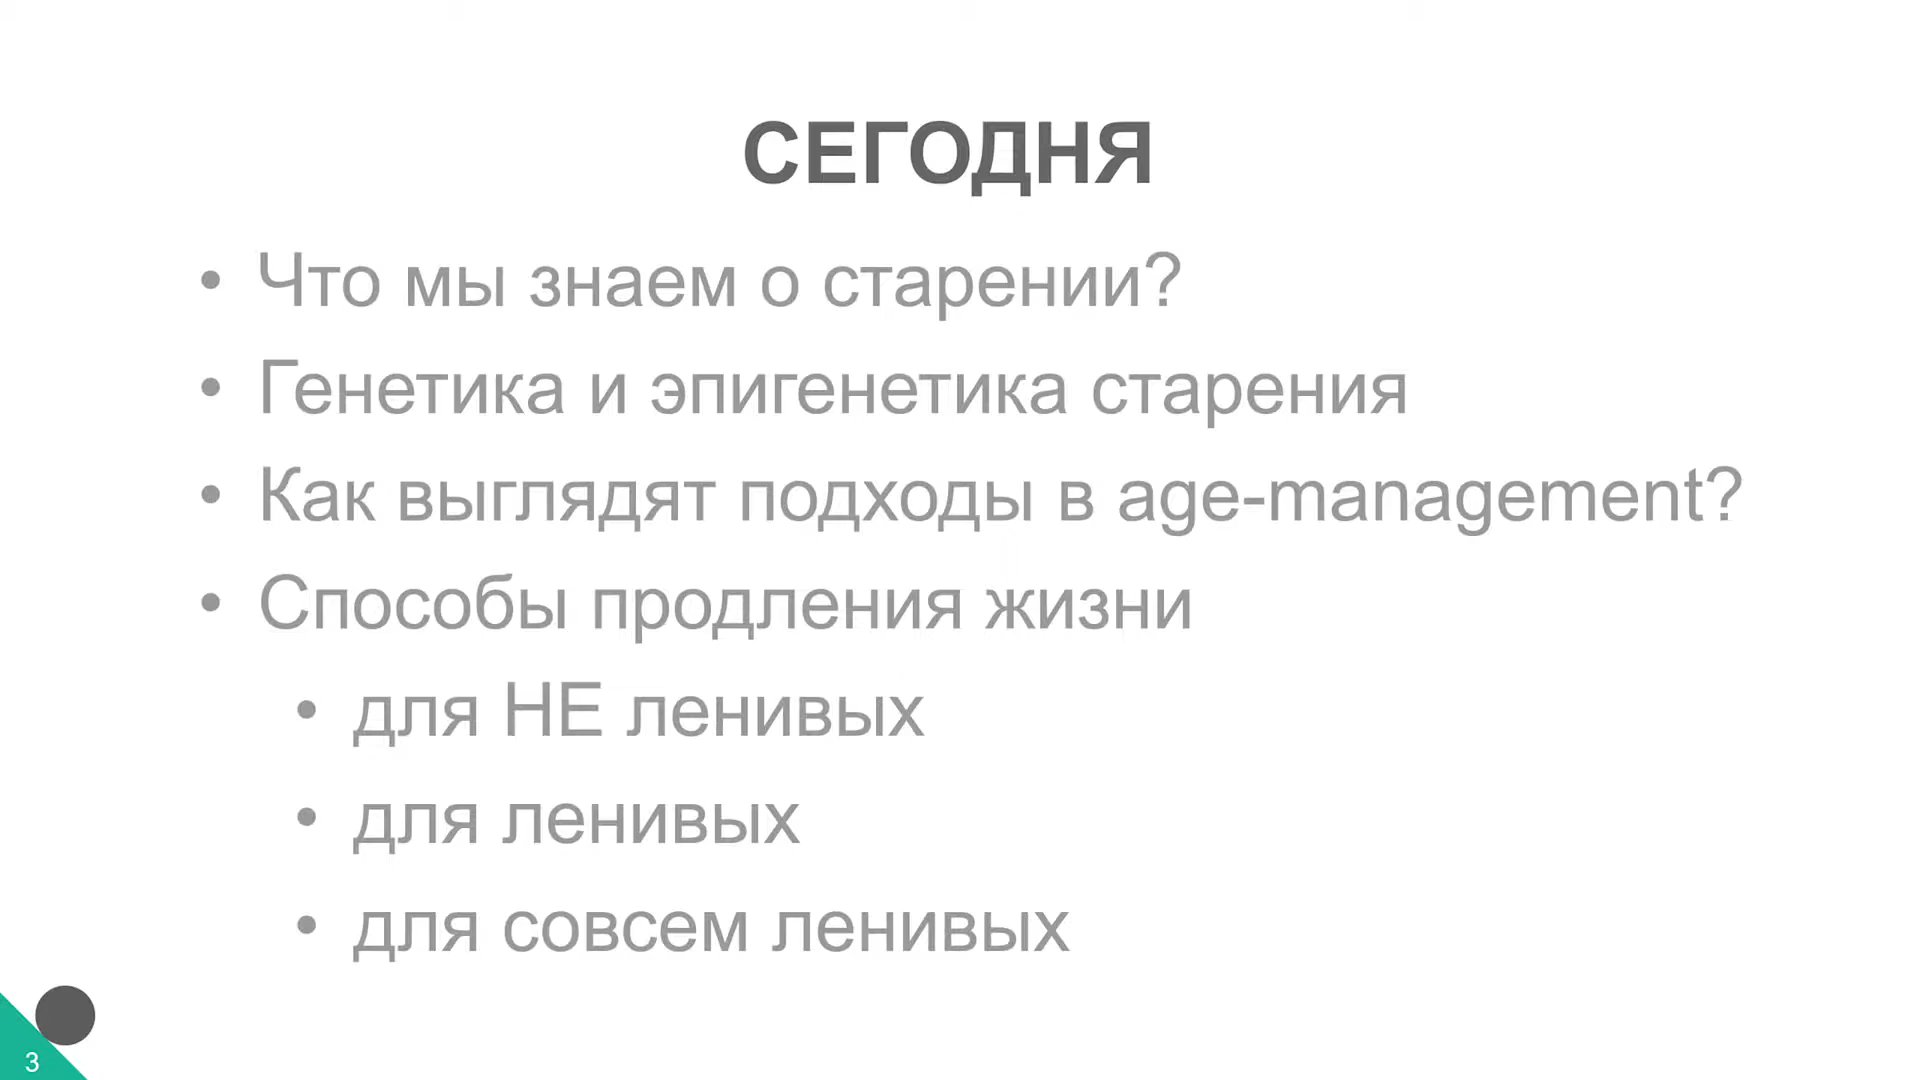 СЕГОДНЯ
• Что мы знаем о старении?
• Генетика и эпигенетика старения
• Как выглядят подходы в age-management?
• Способы продления жизни
• для НЕ ленивых
• для ленивых
• для совсем ленивых
3